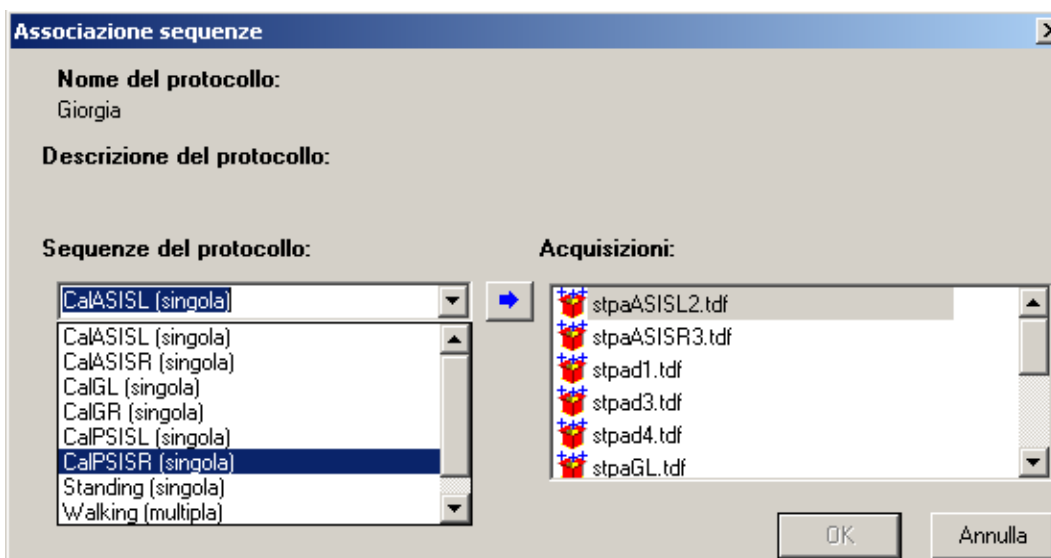 Associazione sequenze
Nome del protocollo:
Giorgia
Descrizione del protocollo:
Sequenze del protocollo:
Acquisizioni:
CalASISL (singola)
CalASISL (singola)
CalASISR (singola)
CalGL (singola)
CalGR (singola)
CalPSISL (singola)
CalPSISR (singola)
Standing (singola)
Walking (multipla)
stpaASISL2.tdf
stpaASISR3.tdf
stpad1.tdf
stpad3.tdf
stpad4.tdf
stpaGL.tdf
OK
Annulla